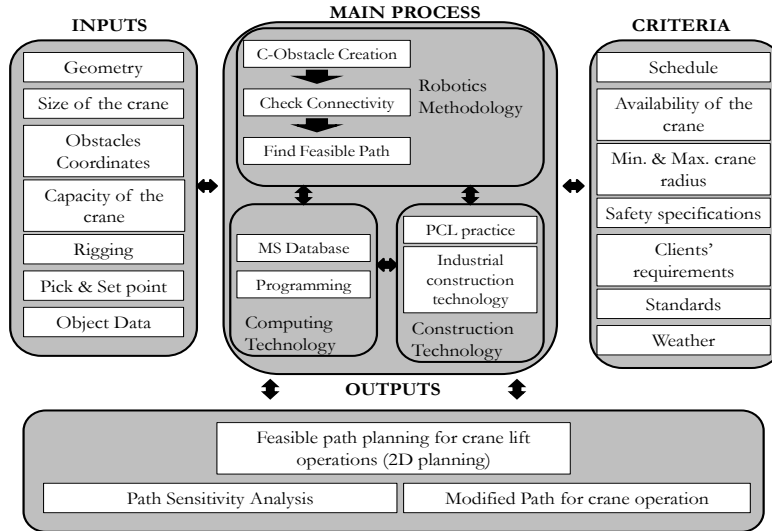 INPUTS
Geometry
Size of the crane
Obstacles
Coordinates
Capacity of the
crane
Rigging
Pick & Set point
Object Data
MAIN PROCESS
C-Obstacle Creation
Check Connectivity
Find Feasible Path
Robotics
Methodology
MS Database
Programming
Computing
Technology
PCL practice
Industrial
construction
technology
Construction
Technology
CRITERIA
Schedule
Availability of the
crane
Min. & Max. crane
radius
Safety specifications
Clients'
requirements
Standards
Weather
OUTPUTS
Feasible path planning for crane lift
operations (2D planning)
Path Sensitivity Analysis
Modified Path for crane operation